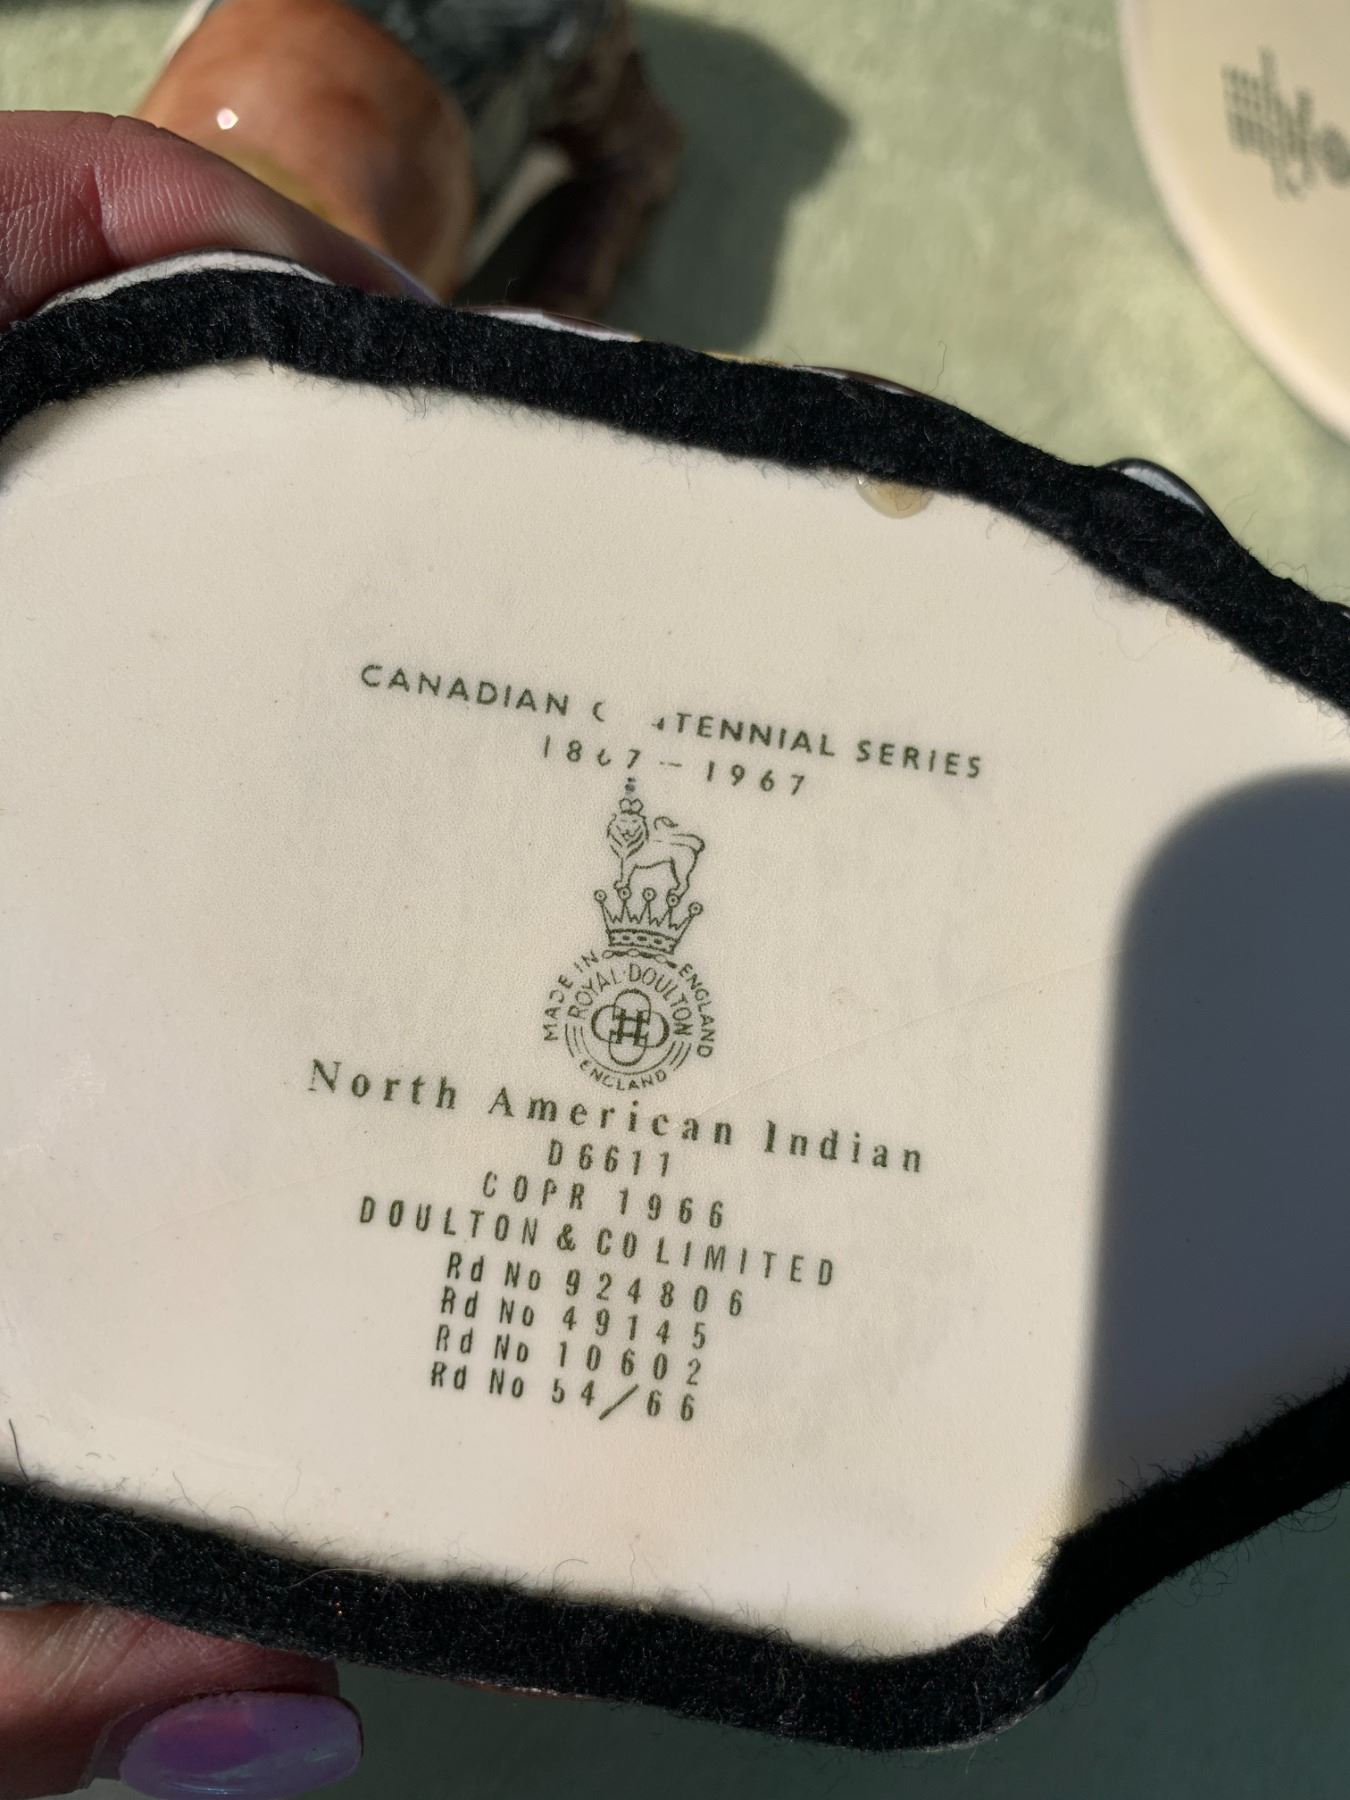 CANADIAN C TENNIAL SERIES
1867 - 1967
MADE IN ENGLAND
ROYAL·DOULTON
ENGLAND
North American Indian
D6611
COPR 1966
DOULTON & CO LIMITED
Rd No 924806
Rd No 49145
Rd No 10602
Rd No 54/66